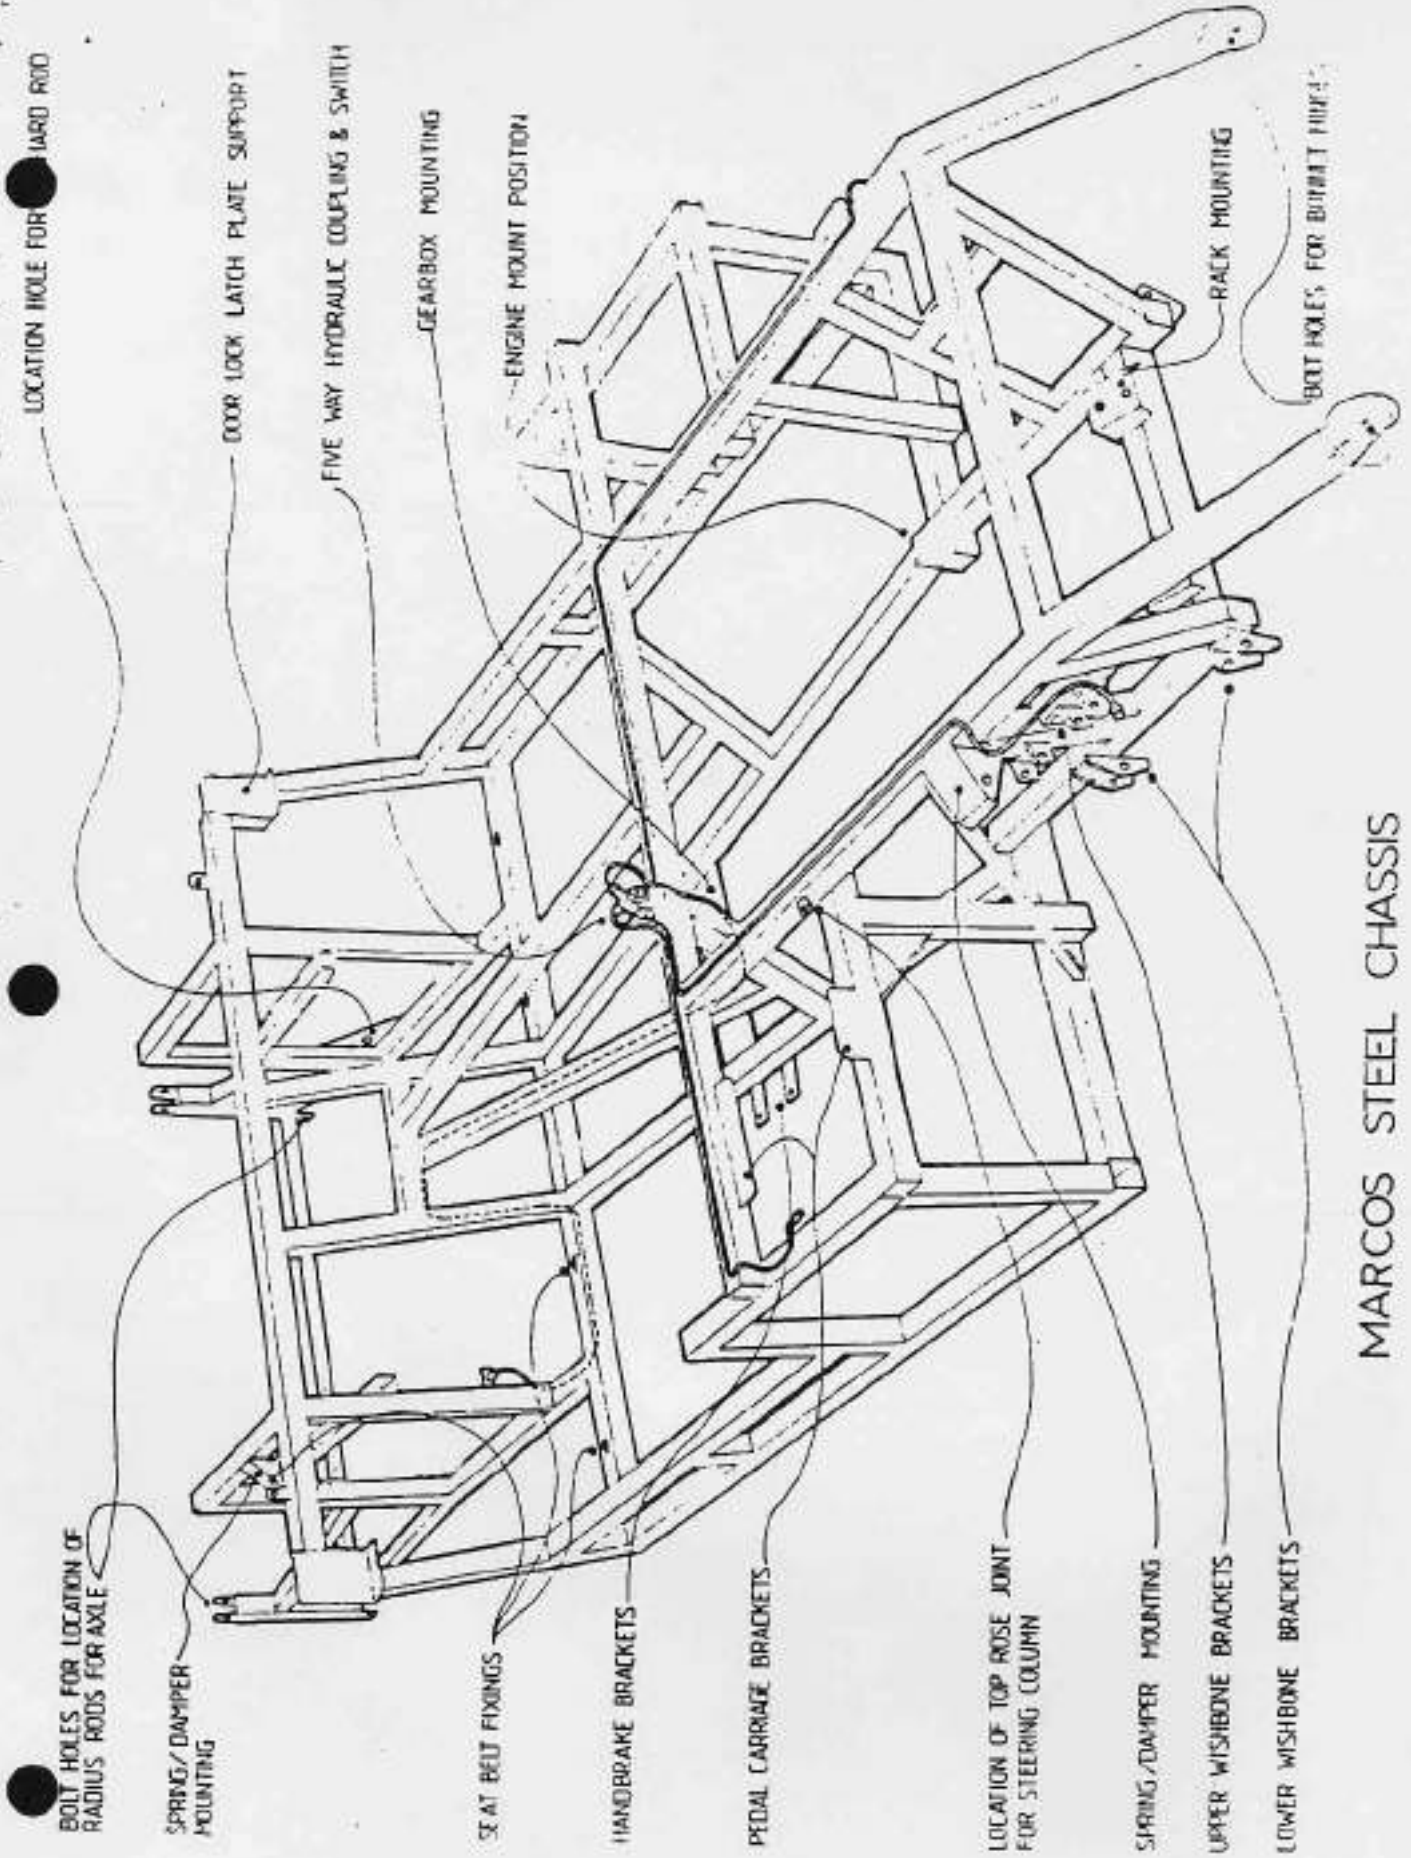 LOCATION HOLE FOR HARD ROD
DOOR LOCK LATCH PLATE SUPPORT
FIVE WAY HYDRAULIC COUPLING & SWITCH
GEARBOX MOUNTING
ENGINE MOUNT POSITION
RACK MOUNTING
BOLT HOLES FOR BONNET
BOLT HOLES FOR LOCATION OF
RADIUS RODS FOR AXLE
SPRING/DAMPER
MOUNTING
SEAT BELT FIXINGS
HANDBRAKE BRACKETS
PEDAL CARRIAGE BRACKETS
LOCATION OF TOP ROSE JOINT
FOR STEERING COLUMN
SPRING/DAMPER MOUNTING
UPPER WISHBONE BRACKETS
LOWER WISHBONE BRACKETS
MARCOS STEEL CHASSIS